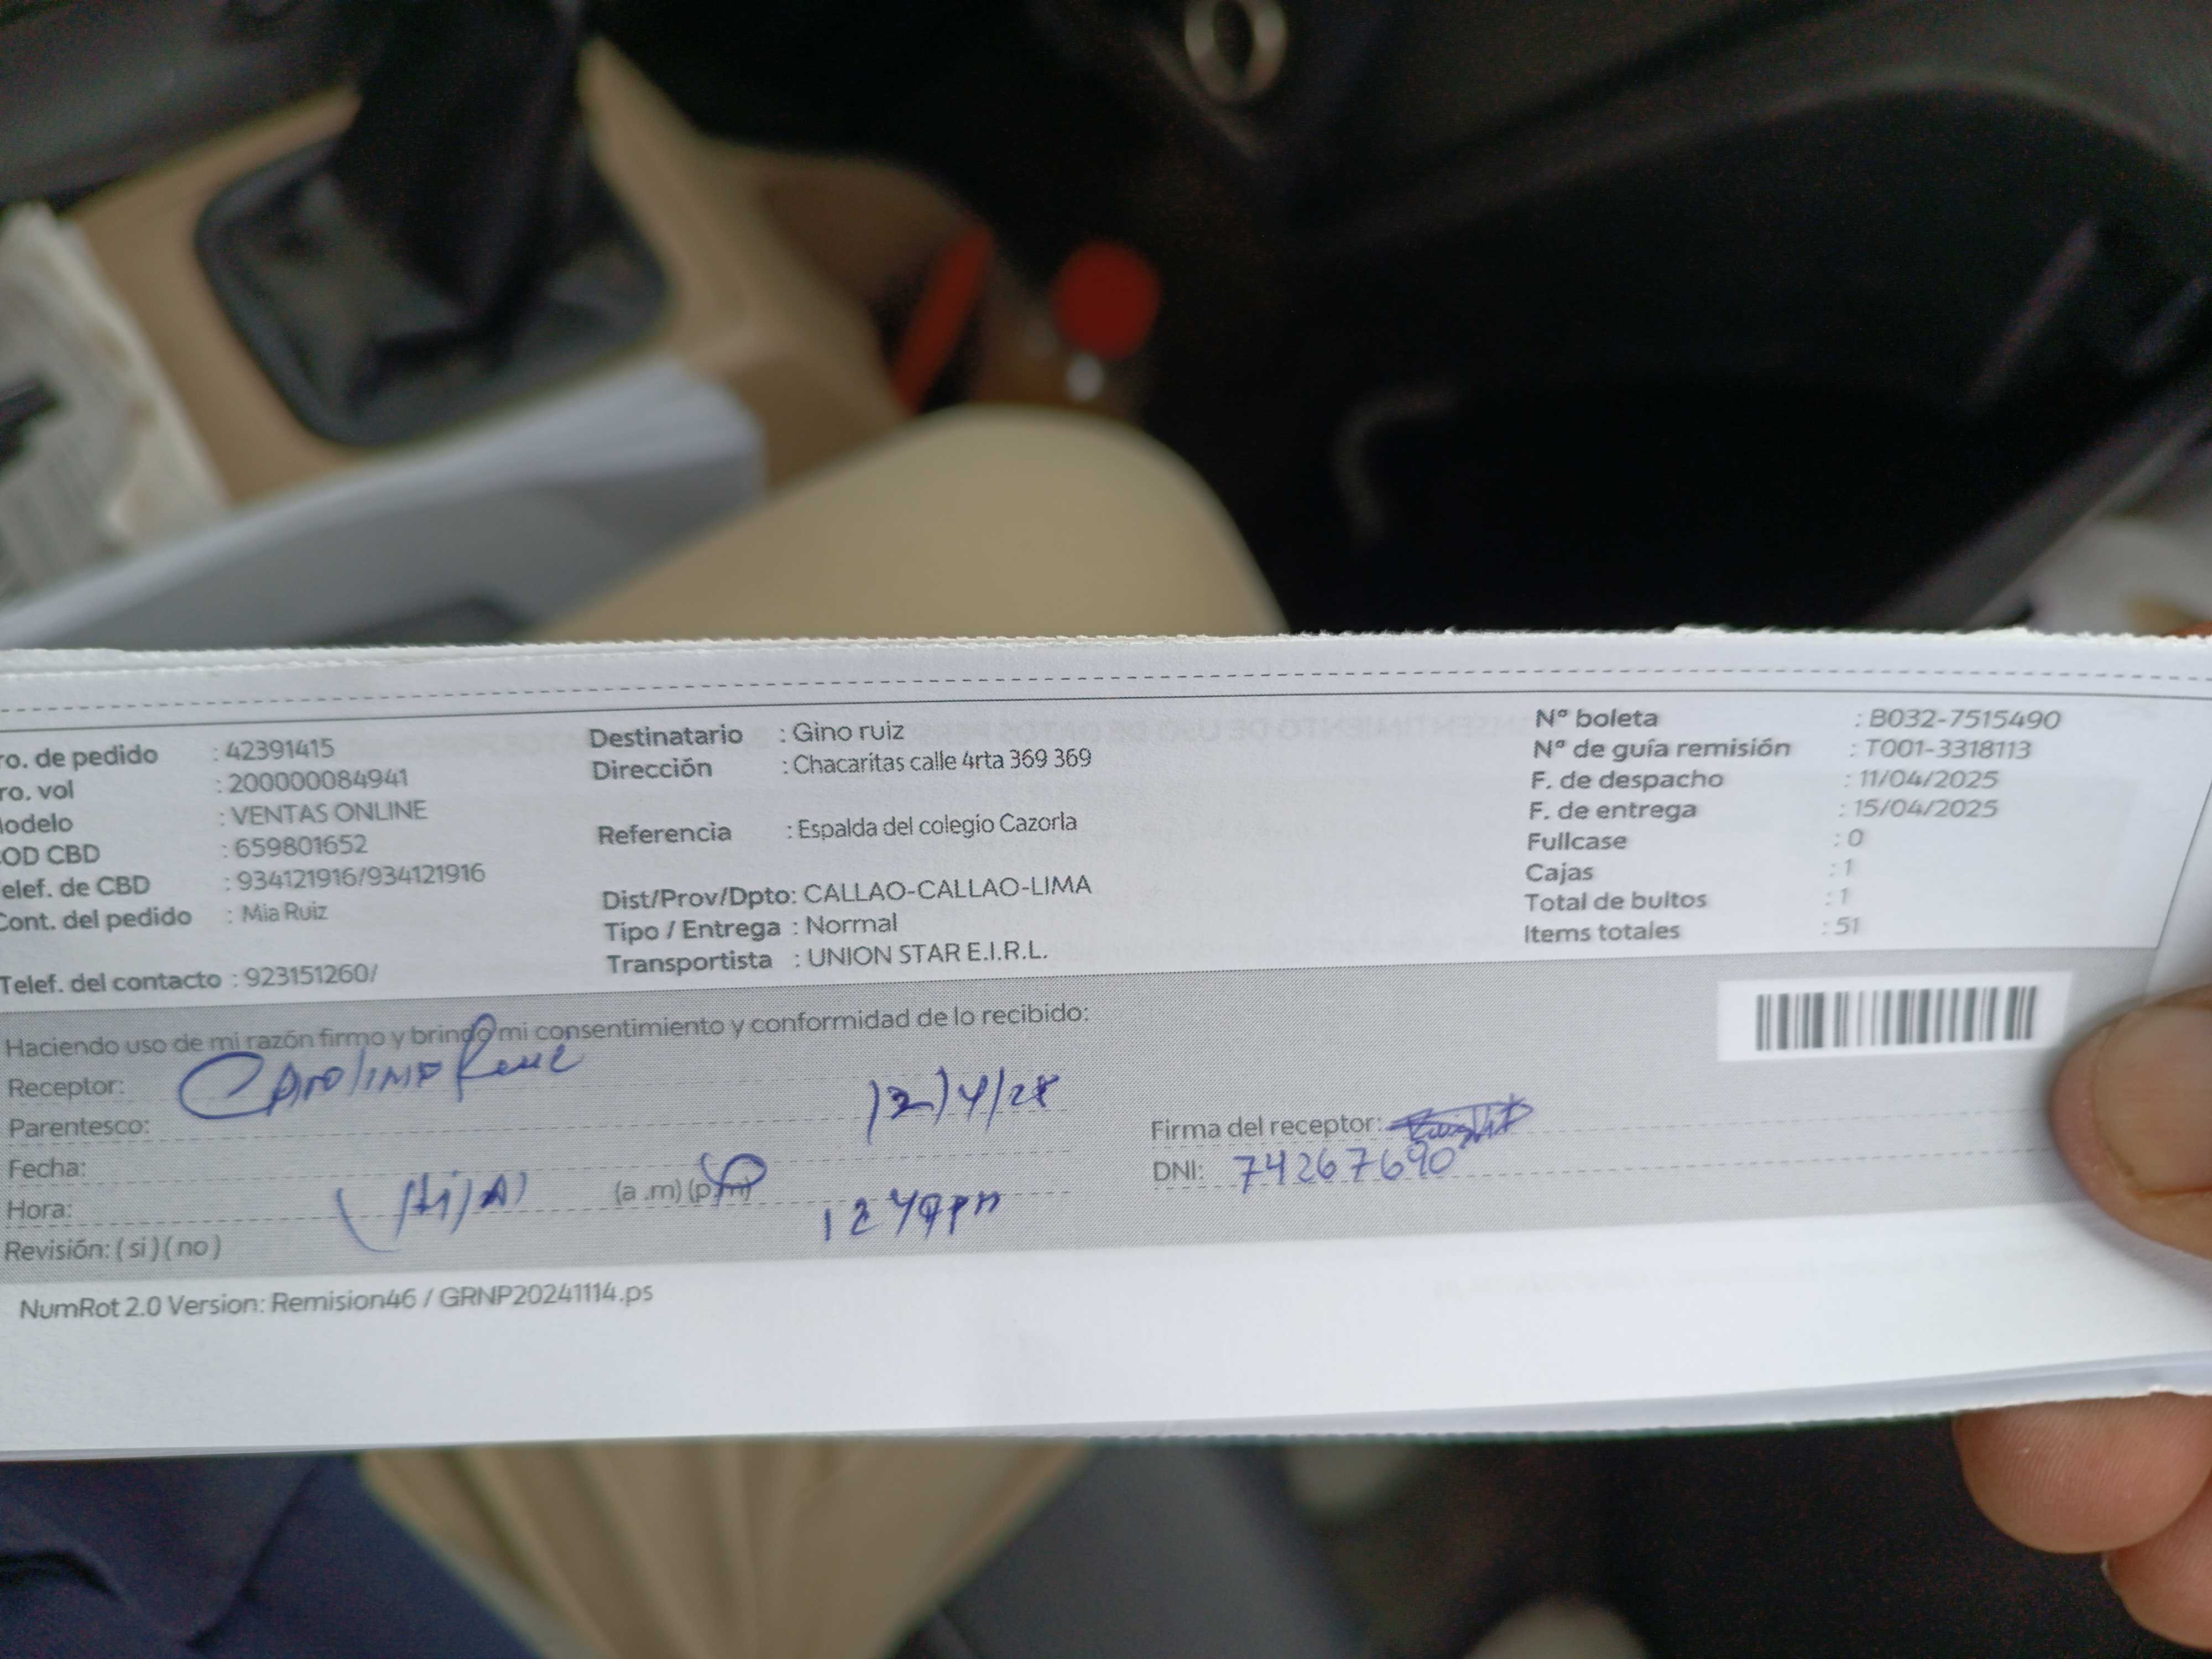 ro. de pedido : 42391415
ro. vol : 200000084941
odelo : VENTAS ONLINE
OD CBD : 659801652
elef. de CBD : 934121916/934121916
Cont. del pedido : Mia Ruiz
Telef. del contacto : 923151260/
Destinatario : Gino ruiz
Dirección : Chacaritas calle 4rta 369 369
Referencia : Espalda del colegio Cazorla
Dist/Prov/Dpto: CALLAO-CALLAO-LIMA
Tipo / Entrega : Normal
Transportista : UNION STAR E.I.R.L.
N° boleta : B032-7515490
N° de guía remisión : T001-3318113
F. de despacho : 11/04/2025
F. de entrega : 15/04/2025
Fullcase : 0
Cajas : 1
Total de bultos : 1
Items totales : 51
Haciendo uso de mi razón firmo y brindo mi consentimiento y conformidad de lo recibido:
Receptor: Carolina
Parentesco:
Fecha:
Hora: (Hija) (a .m) (p.m)
Revisión: ( si ) ( no )
Firma del receptor:
DNI: 74267690
NumRot 2.0 Version: Remision46 / GRNP20241114.ps